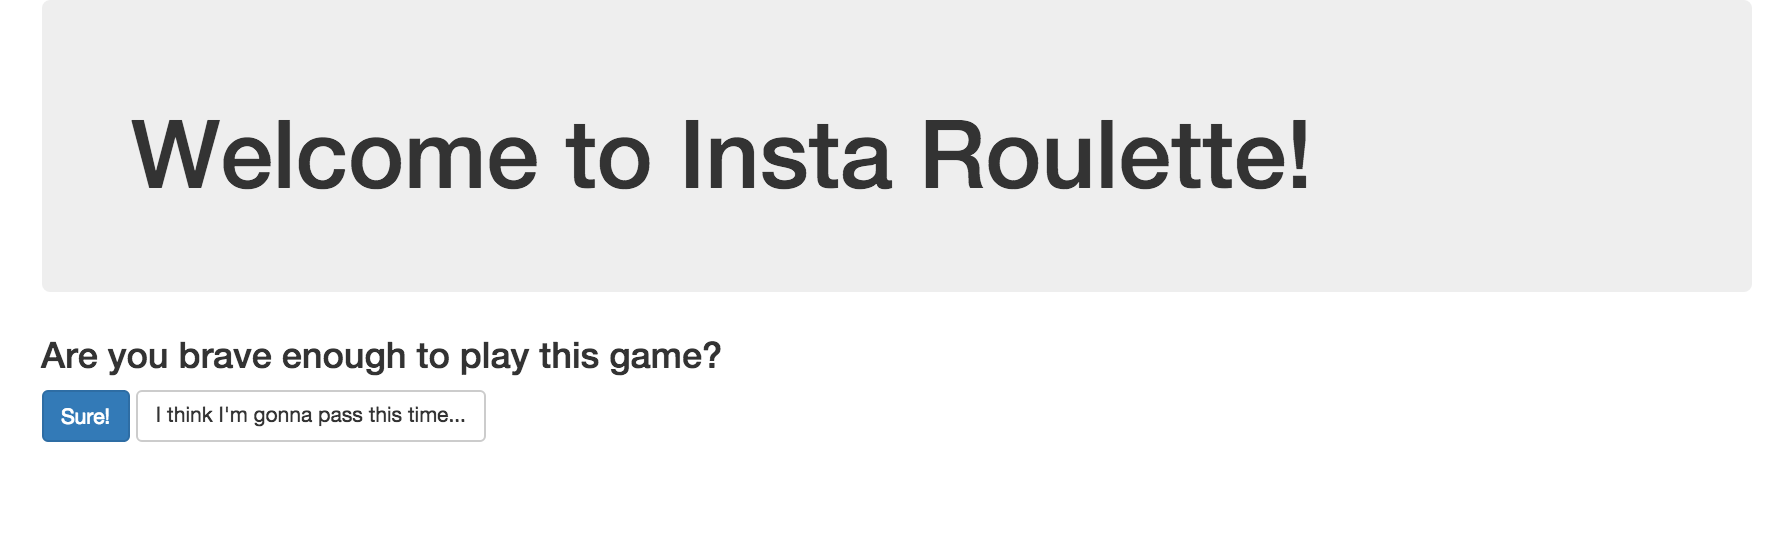 Welcome to Insta Roulette!
Are you brave enough to play this game?
Sure! I think I'm gonna pass this time...